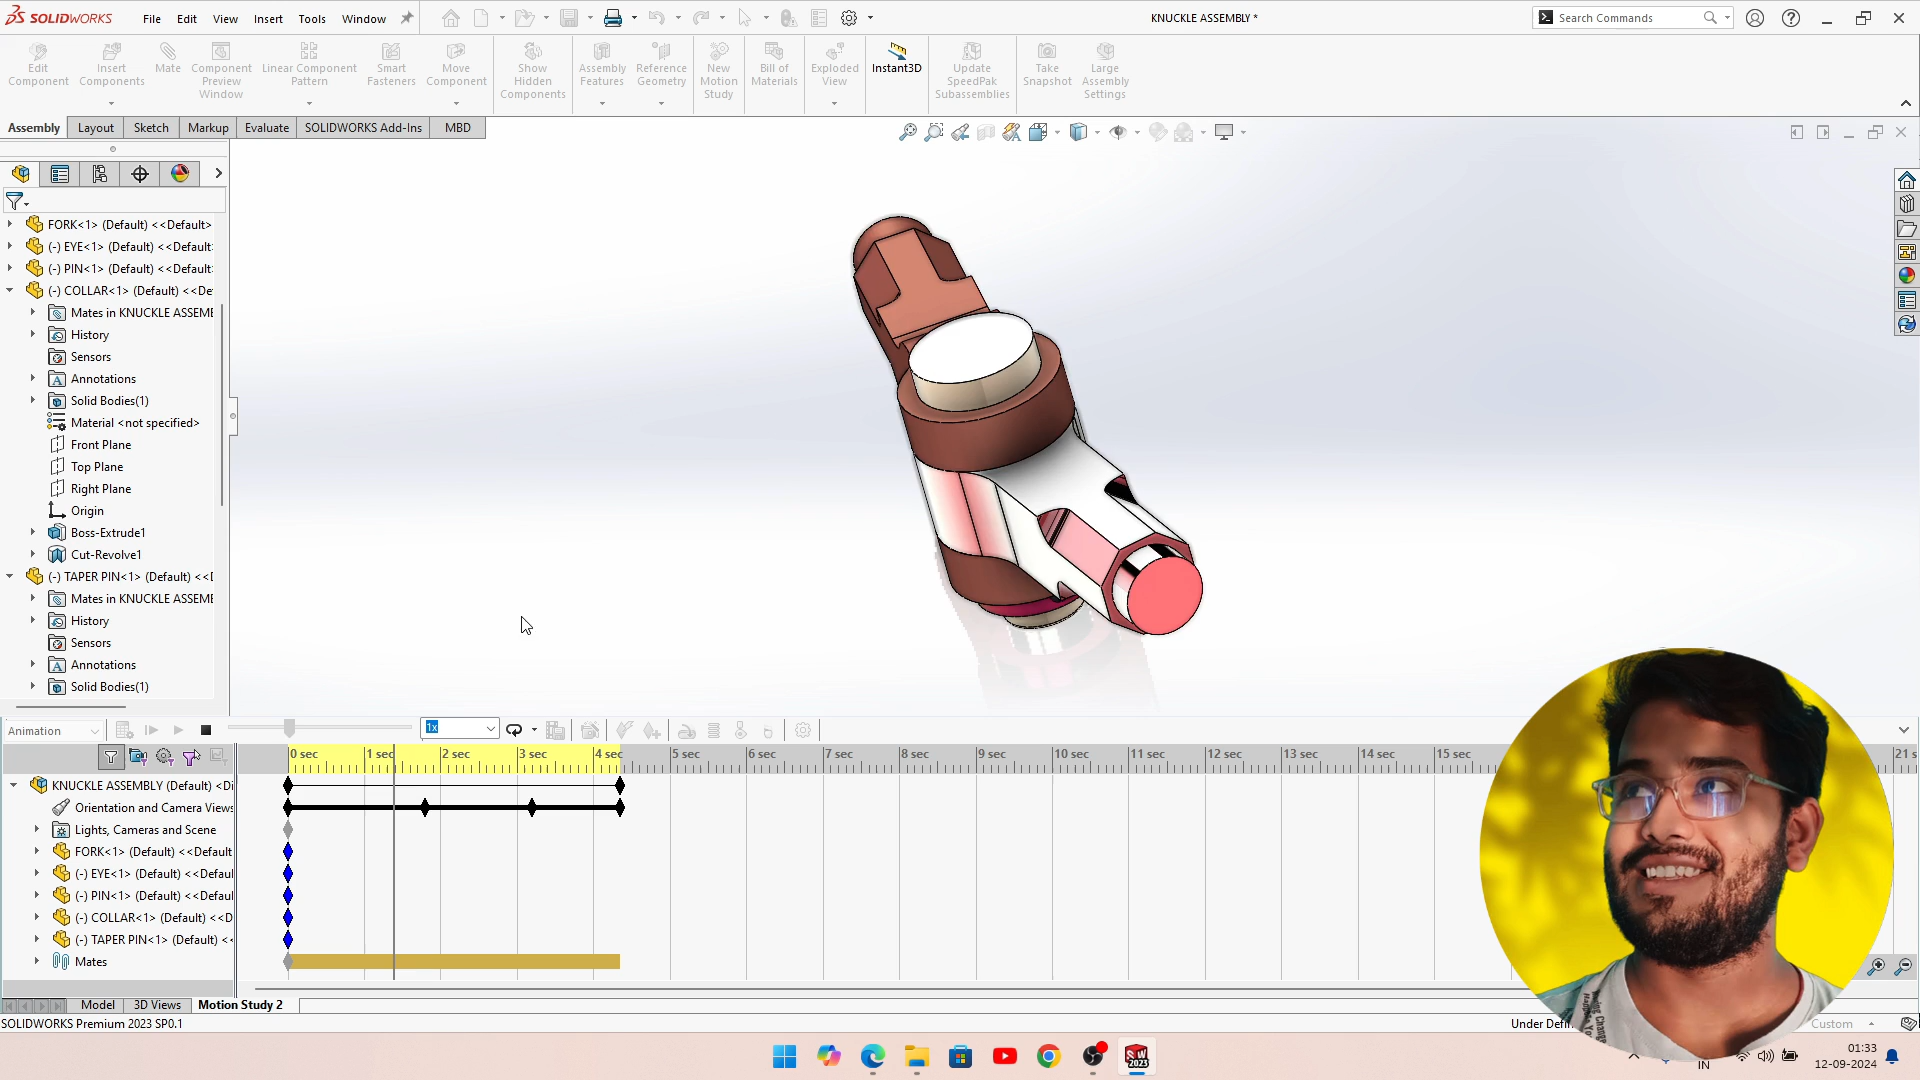 SOLIDWORKS
File Edit View Insert Tools Window
KNUCKLE ASSEMBLY *
Search Commands
Edit Component
Insert Components
Mate
Component Preview Window
Linear Component Pattern
Smart Fasteners
Move Component
Show Hidden Components
Assembly Features
Reference Geometry
New Motion Study
Bill of Materials
Exploded View
Instant3D
Update SpeedPak Subassemblies
Take Snapshot
Large Assembly Settings
Assembly Layout Sketch Markup Evaluate SOLIDWORKS Add-Ins MBD
FORK<1> (Default) <<Default>
(-) EYE<1> (Default) <<Default
(-) PIN<1> (Default) <<Default
(-) COLLAR<1> (Default) <<De
Mates in KNUCKLE ASSEME
History
Sensors
Annotations
Solid Bodies(1)
Material <not specified>
Front Plane
Top Plane
Right Plane
Origin
Boss-Extrude1
Cut-Revolve1
(-) TAPER PIN<1> (Default) <<D
Mates in KNUCKLE ASSEME
History
Sensors
Annotations
Solid Bodies(1)
Animation
1x
0 sec 1 sec 2 sec 3 sec 4 sec 5 sec 6 sec 7 sec 8 sec 9 sec 10 sec 11 sec 12 sec 13 sec 14 sec 15 sec 21 s
KNUCKLE ASSEMBLY (Default) <Di
Orientation and Camera Views
Lights, Cameras and Scene
FORK<1> (Default) <<Default
(-) EYE<1> (Default) <<Defaul
(-) PIN<1> (Default) <<Defaul
(-) COLLAR<1> (Default) <<D
(-) TAPER PIN<1> (Default) <<
Mates
Model 3D Views Motion Study 2
SOLIDWORKS Premium 2023 SP0.1
Under Defin
Custom
SW
2023
IN
01:33
12-09-2024